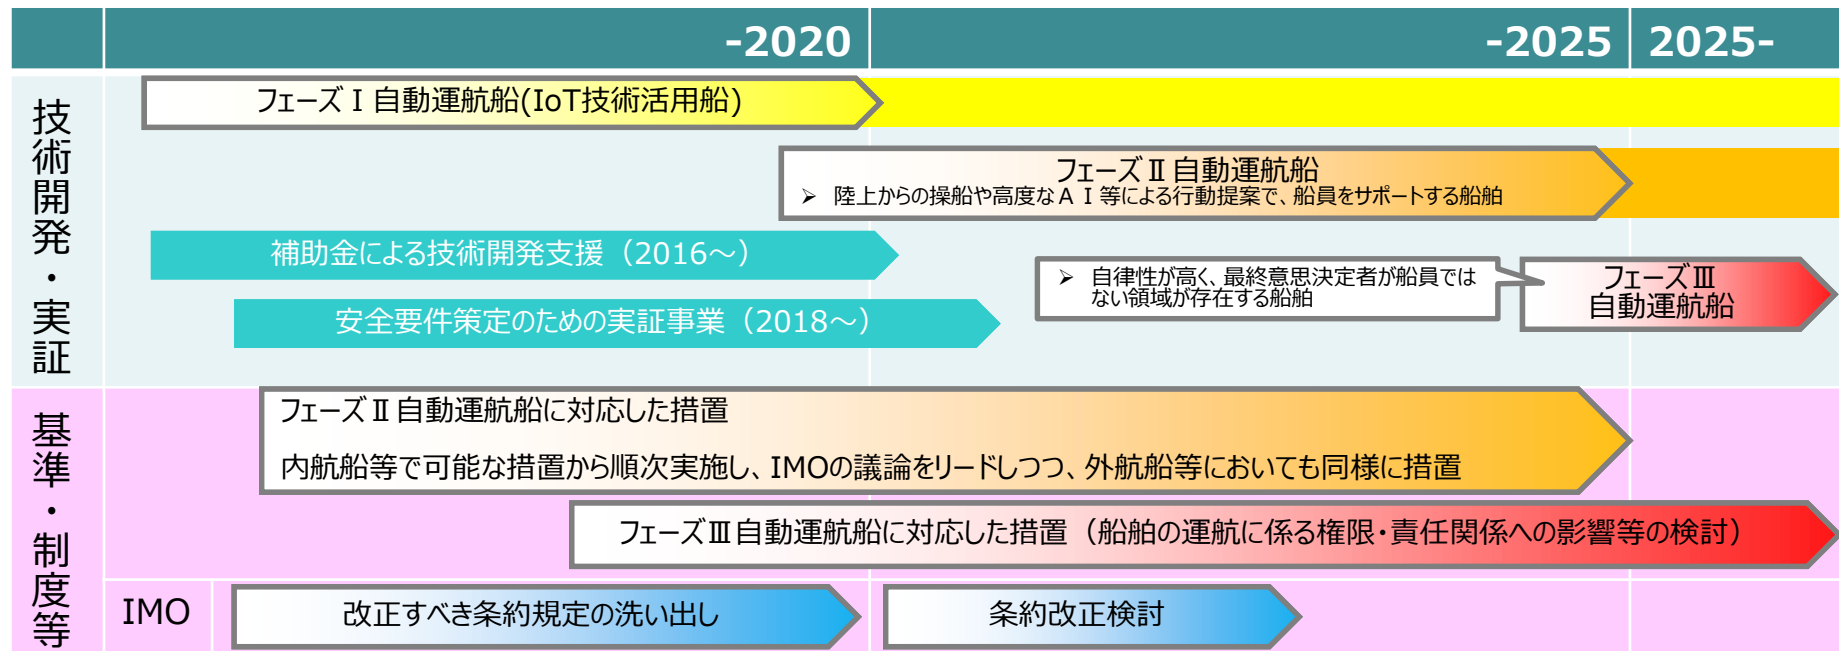 -2020
-2025
2025-
技術開発・実証
フェーズⅠ自動運航船(IoT技術活用船)
フェーズⅡ自動運航船
➢ 陸上からの操船や高度なＡＩ等による行動提案で、船員をサポートする船舶
補助金による技術開発支援（2016～）
➢ 自律性が高く、最終意思決定者が船員では
ない領域が存在する船舶
フェーズⅢ
自動運航船
安全要件策定のための実証事業（2018～）
基準・制度等
フェーズⅡ自動運航船に対応した措置
内航船等で可能な措置から順次実施し、IMOの議論をリードしつつ、外航船等においても同様に措置
フェーズⅢ自動運航船に対応した措置（船舶の運航に係る権限・責任関係への影響等の検討）
IMO
改正すべき条約規定の洗い出し
条約改正検討